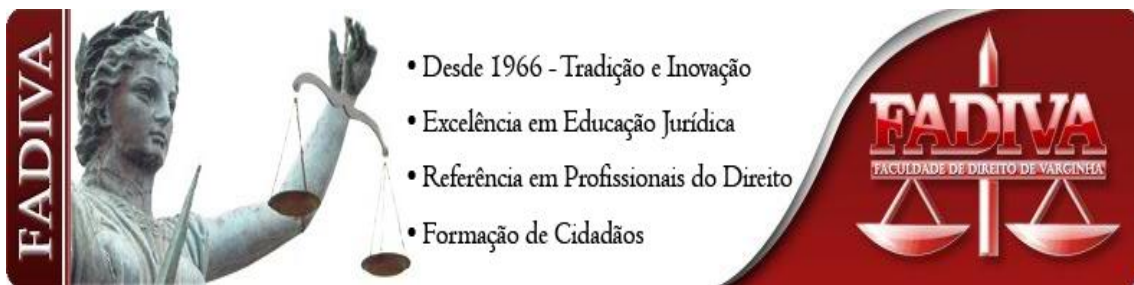 FADIVA
• Desde 1966 - Tradição e Inovação
• Excelência em Educação Jurídica
• Referência em Profissionais do Direito
• Formação de Cidadãos
FADIVA
FACULDADE DE DIREITO DE VARGINHA